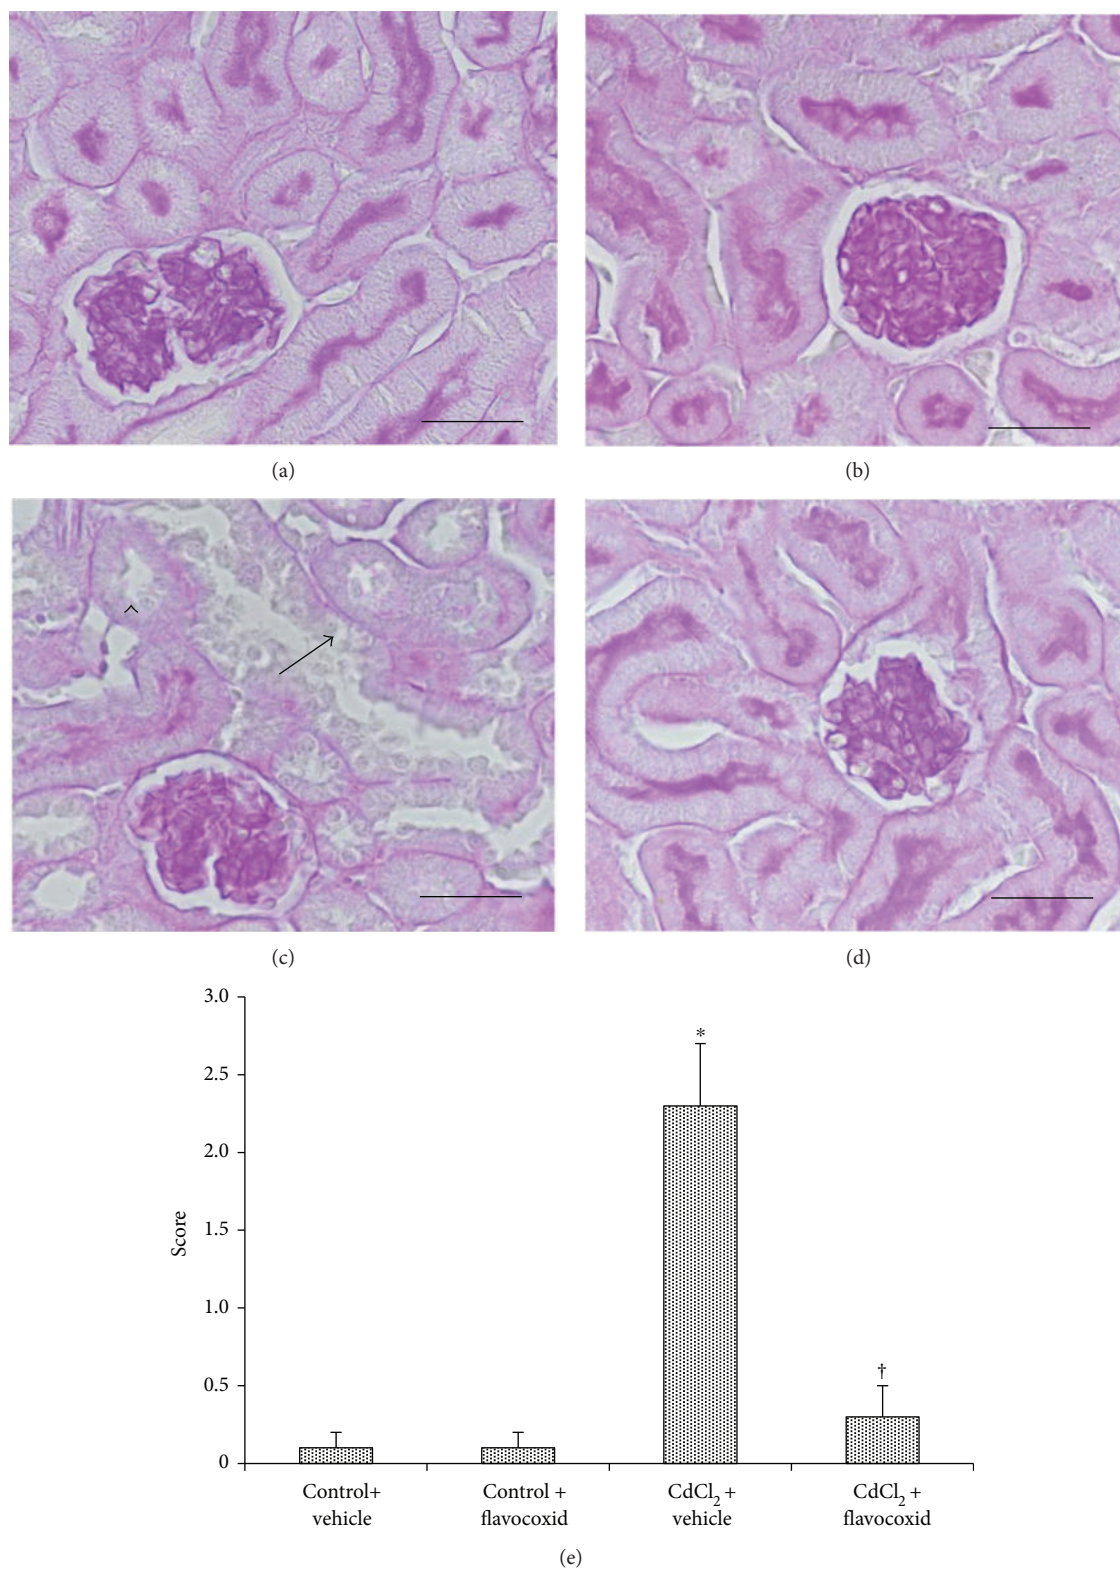 (a)
(b)
(c)
(d)
3.0
2.5
2.0
1.5
1.0
0.5
0
Score
*
†
Control+
vehicle
Control +
flavocoxid
CdCl₂ +
vehicle
CdCl₂ +
flavocoxid
(e)